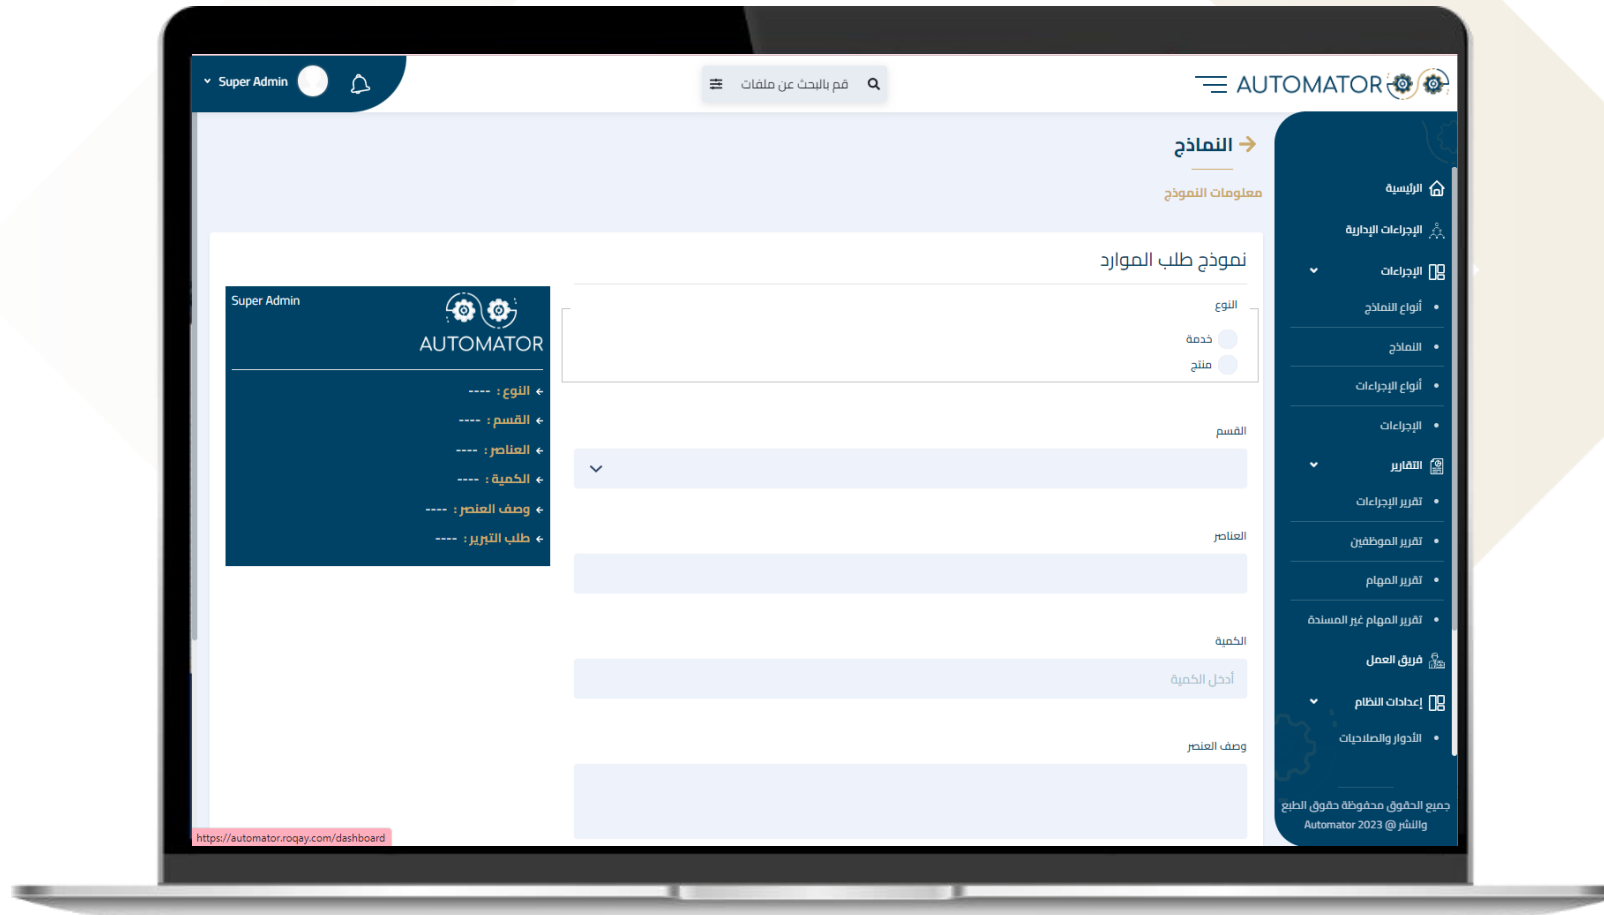 AUTOMATOR
قم بالبحث عن ملفات
Super Admin
الرئيسية
الإجراءات الإدارية
الإجراءات
أنواع النماذج
النماذج
أنواع الإجراءات
الإجراءات
التقارير
تقرير الإجراءات
تقرير الموظفين
تقرير المهام
تقرير المهام غير المسندة
فريق العمل
إعدادات النظام
الأدوار والصلاحيات
جميع الحقوق محفوظة حقوق الطبع
والنشر @ Automator 2023
النماذج
معلومات النموذج
نموذج طلب الموارد
النوع
خدمة
منتج
القسم
العناصر
الكمية
أدخل الكمية
وصف العنصر
Super Admin
AUTOMATOR
النوع : ----
القسم : ----
العناصر : ----
الكمية : ----
وصف العنصر : ----
طلب التبرير : ----
https://automator.roqay.com/dashboard